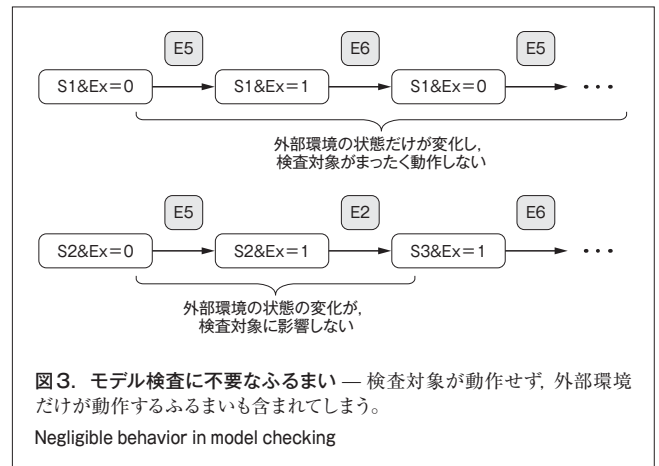 E5
E6
E5
S1&Ex=0
S1&Ex=1
S1&Ex=0
・・・
外部環境の状態だけが変化し,
検査対象がまったく動作しない
E5
E2
E6
S2&Ex=0
S2&Ex=1
S3&Ex=1
・・・
外部環境の状態の変化が,
検査対象に影響しない
図3. モデル検査に不要なふるまい — 検査対象が動作せず, 外部環境
だけが動作するふるまいも含まれてしまう。
Negligible behavior in model checking